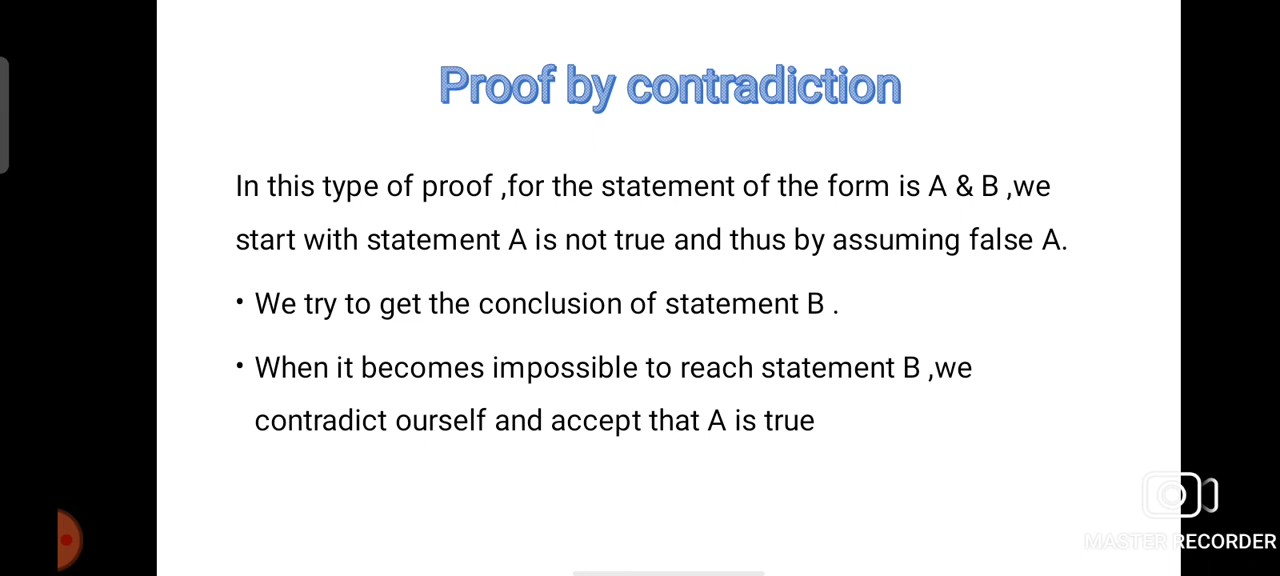 Proof by contradiction
In this type of proof ,for the statement of the form is A & B ,we
start with statement A is not true and thus by assuming false A.
• We try to get the conclusion of statement B .
• When it becomes impossible to reach statement B ,we
contradict ourself and accept that A is true
MASTER RECORDER